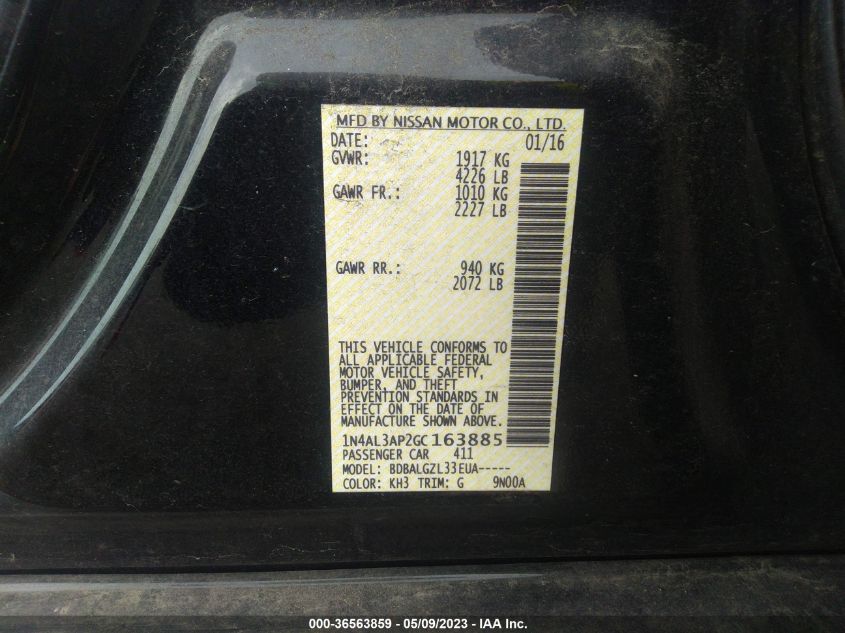 MFD BY NISSAN MOTOR CO., LTD.
DATE: 01/16
GVWR: 1917 KG
4226 LB
GAWR FR.: 1010 KG
2227 LB
GAWR RR.: 940 KG
2072 LB
THIS VEHICLE CONFORMS TO
ALL APPLICABLE FEDERAL
MOTOR VEHICLE SAFETY,
BUMPER, AND THEFT
PREVENTION STANDARDS IN
EFFECT ON THE DATE OF
MANUFACTURE SHOWN ABOVE.
1N4AL3AP2GC163885
PASSENGER CAR 411
MODEL: BDBALGZL33EUA-----
COLOR: KH3 TRIM: G 9N00A
000-36563859 / 05/09/2023 - IAA Inc.